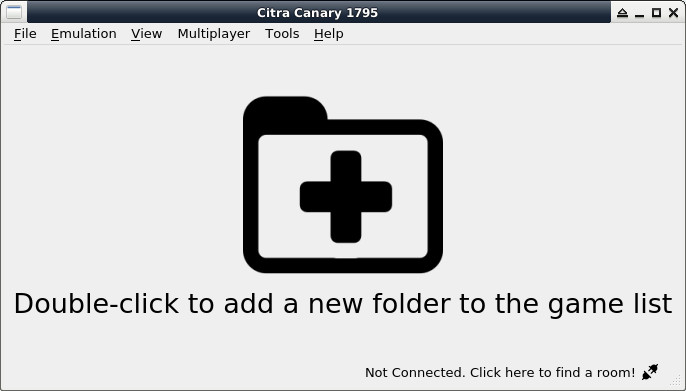 Citra Canary 1795
File Emulation View Multiplayer Tools Help
Double-click to add a new folder to the game list
Not Connected. Click here to find a room!